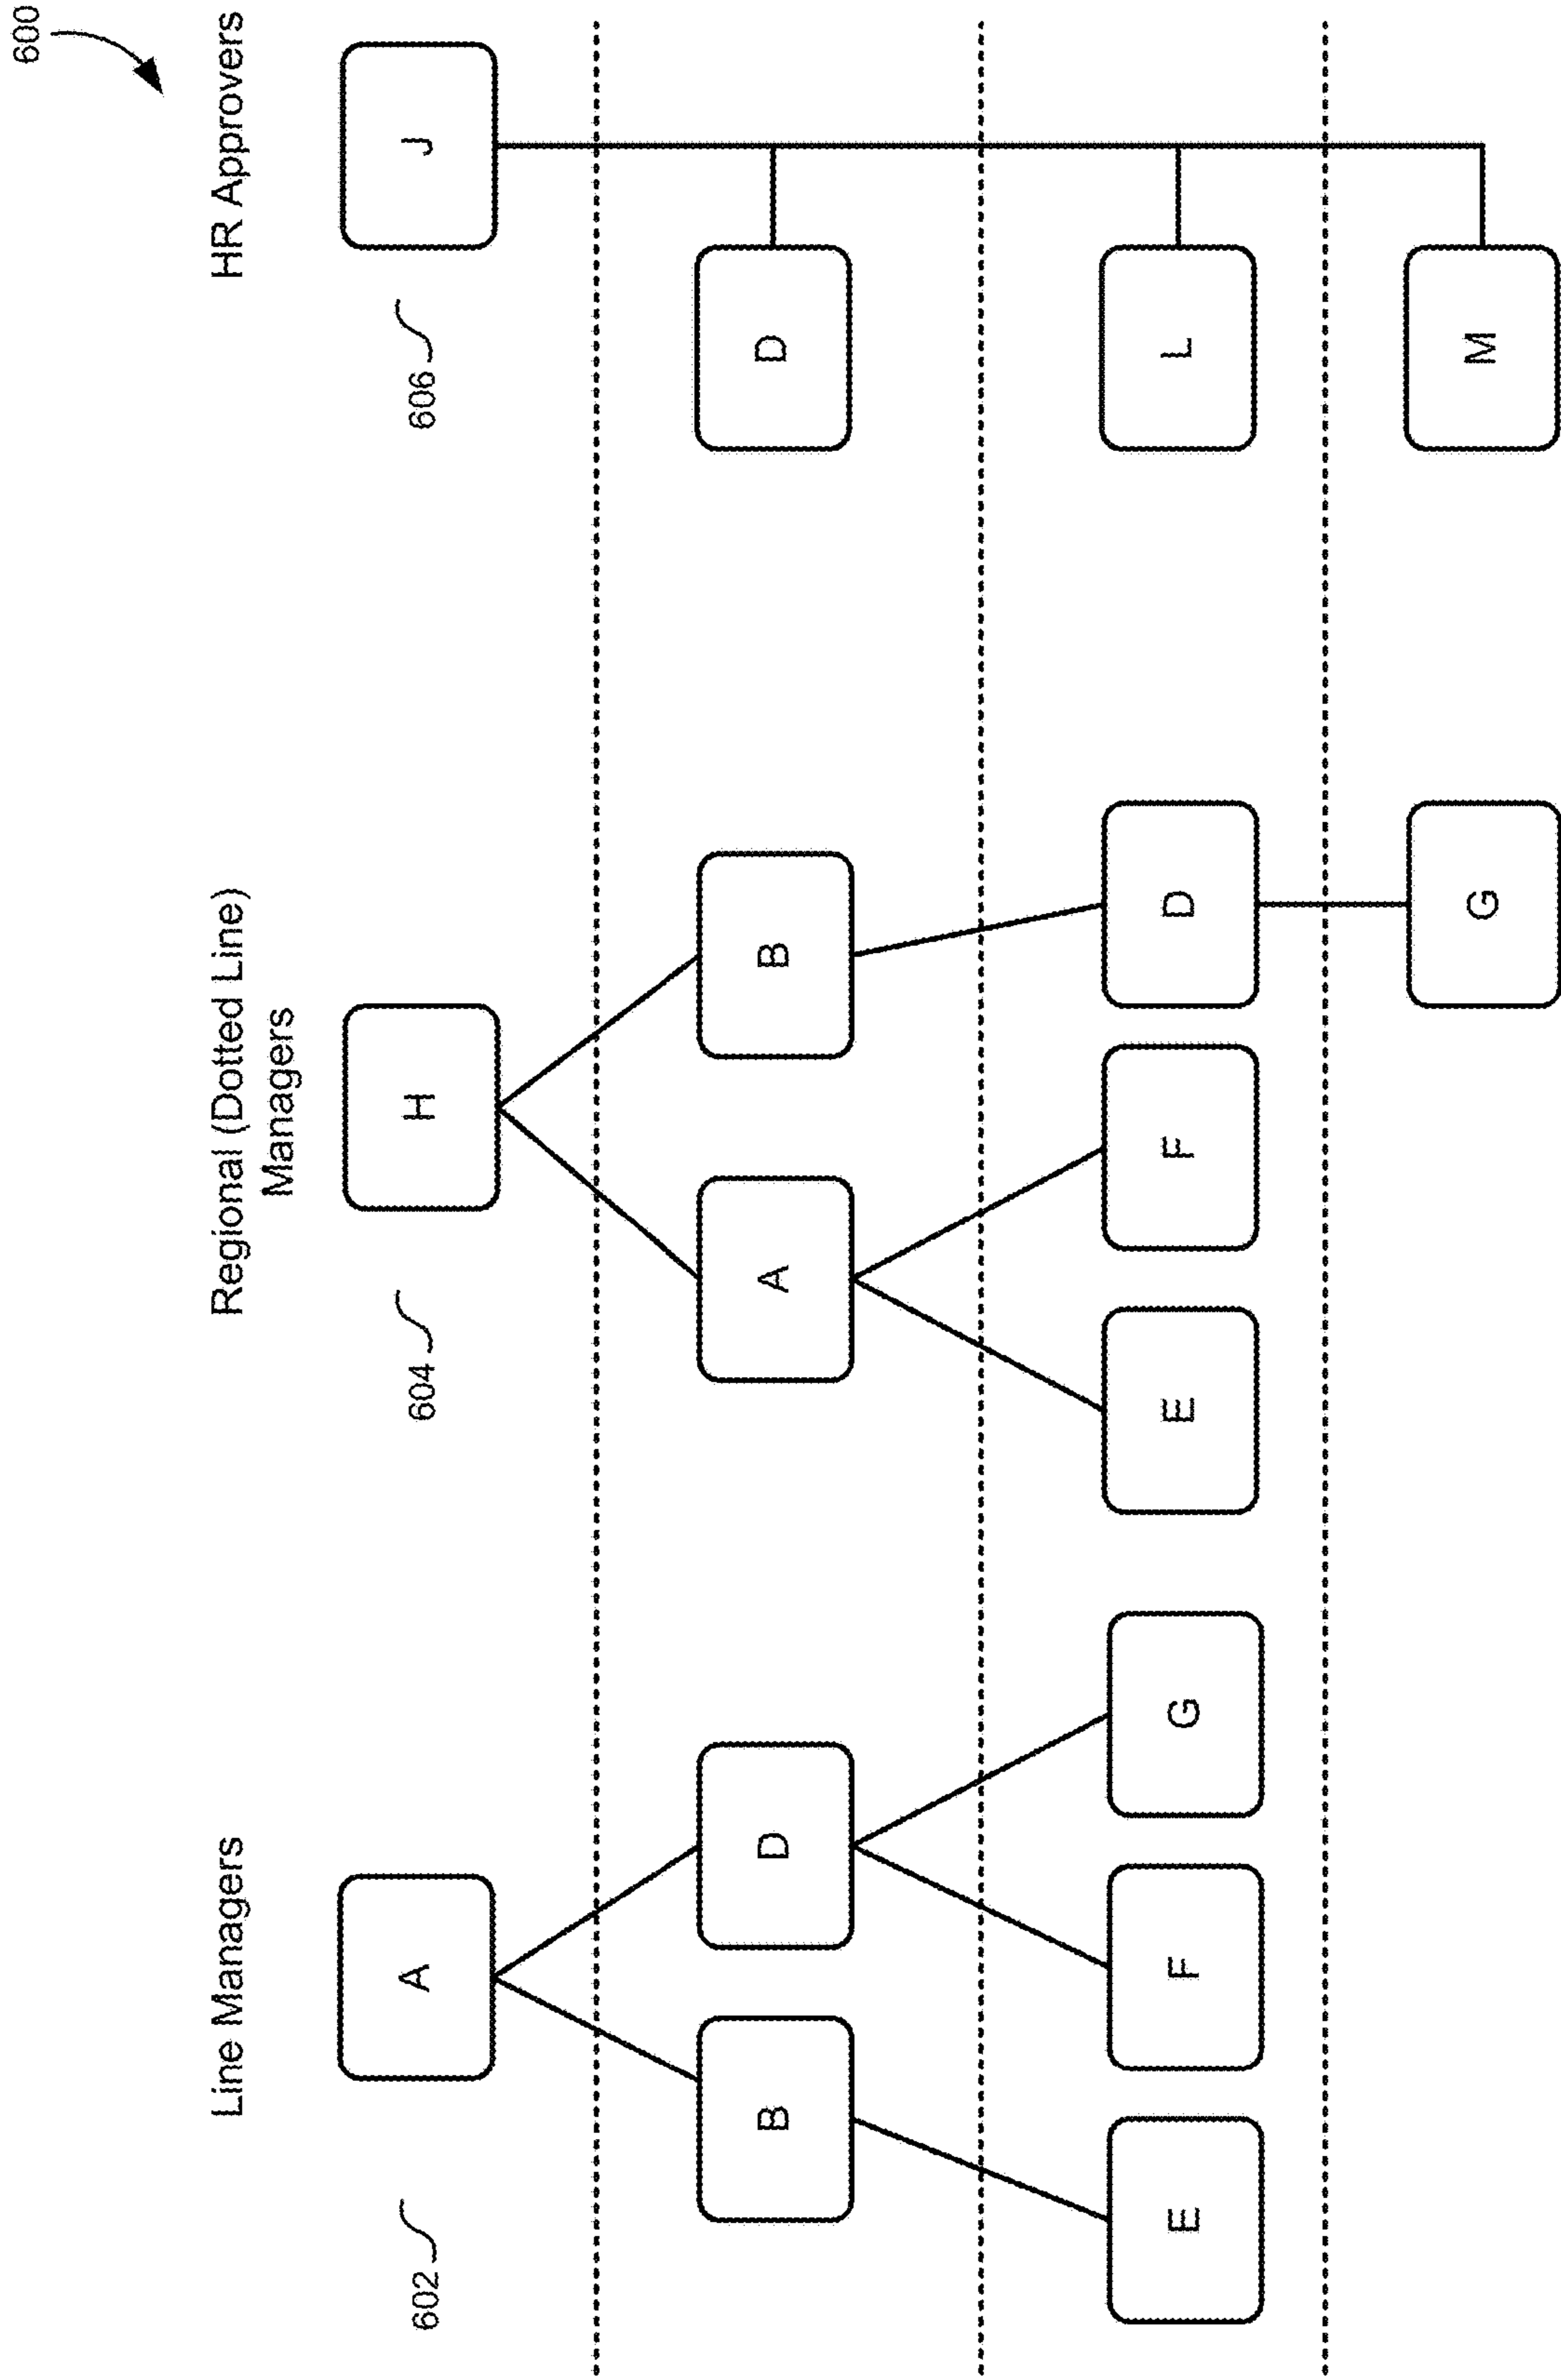 600
Line Managers
Regional (Dotted Line)
Managers
HR Approvers
602
A
604
H
606
J
B
D
A
B
D
E
F
G
E
F
D
L
G
M